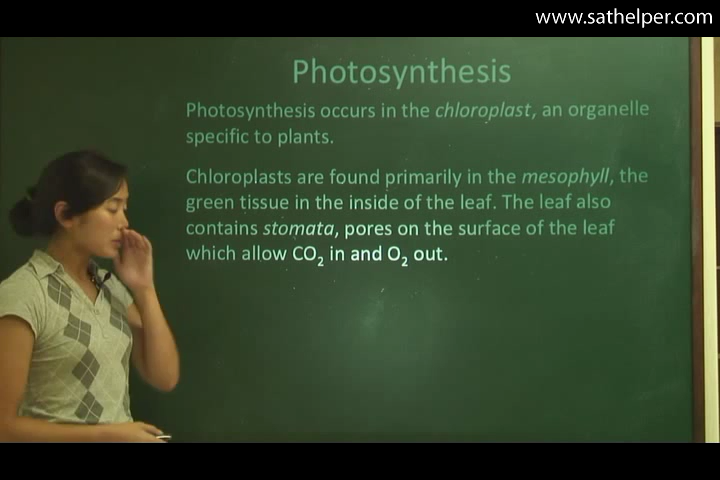 www.sathelper.com
Photosynthesis
Photosynthesis occurs in the chloroplast, an organelle
specific to plants.
Chloroplasts are found primarily in the mesophyll, the
green tissue in the inside of the leaf. The leaf also
contains stomata, pores on the surface of the leaf
which allow CO₂ in and O₂ out.